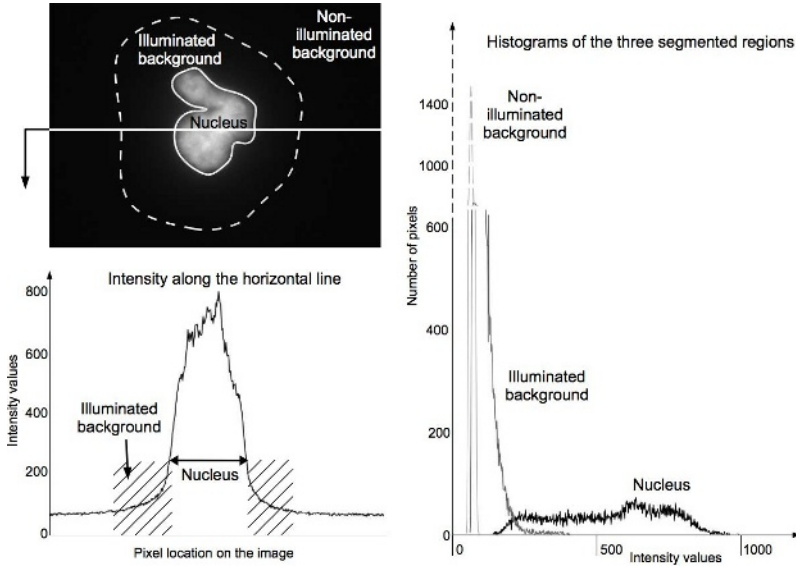 Non-
illuminated
background
Illuminated
background
Nucleus
Intensity along the horizontal line
Intensity values
800
600
400
200
0
Illuminated
background
Nucleus
Pixel location on the image
Histograms of the three segmented regions
Number of pixels
1400
1000
600
400
200
0
Non-
illuminated
background
Illuminated
background
Nucleus
0
500
1000
Intensity values